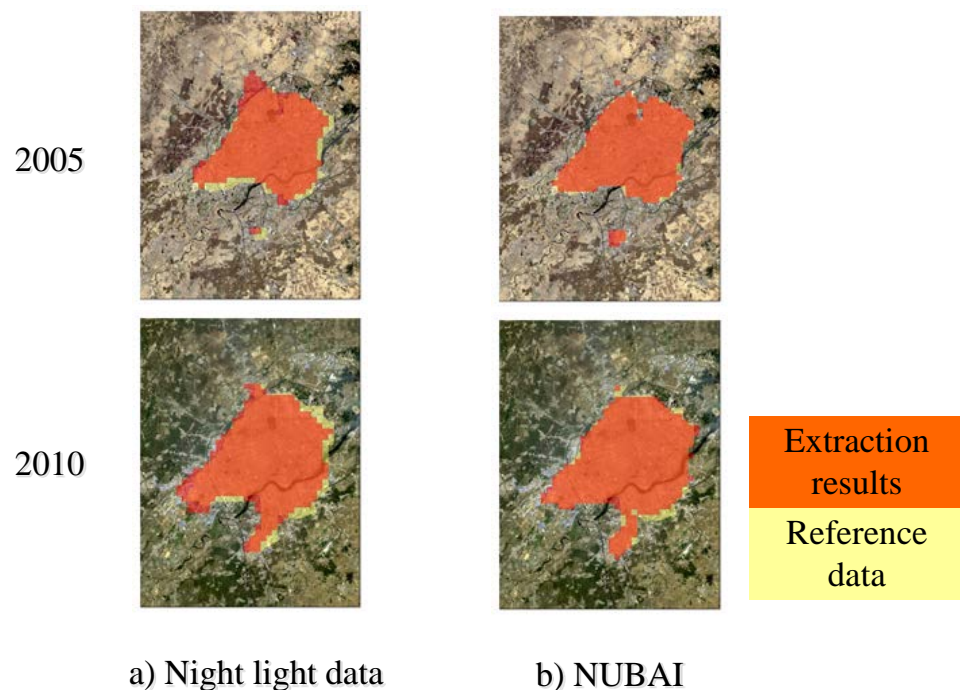 2005
2010
Extraction
results
Reference
data
a) Night light data
b) NUBAI